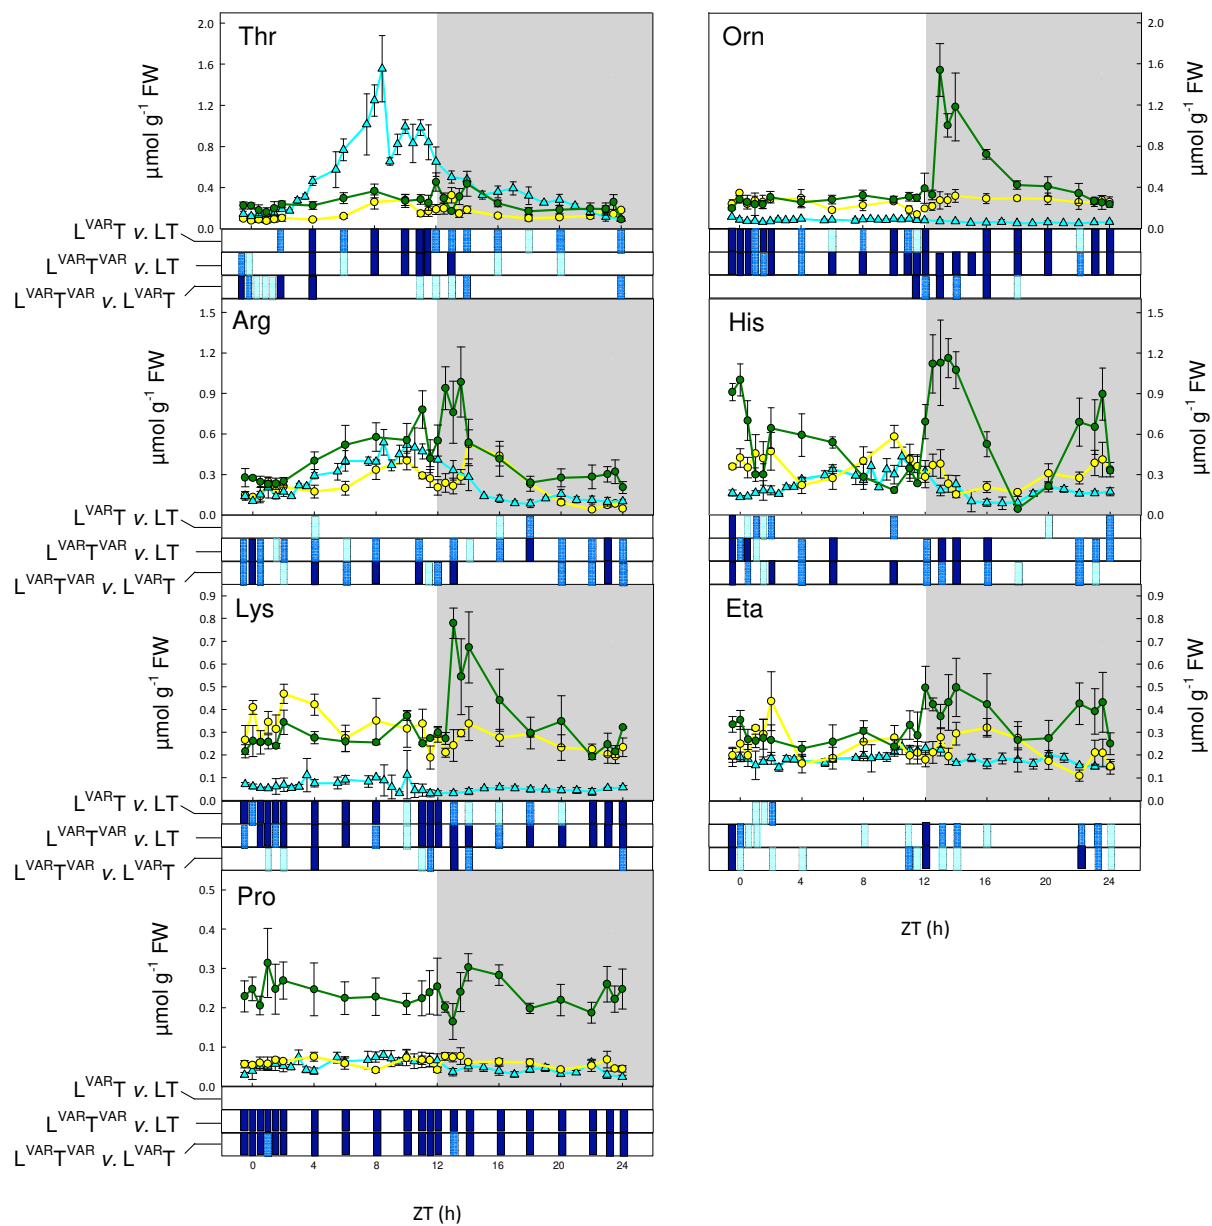 Thr
2.0
1.6
1.2
0.8
0.4
0.0
µmol g⁻¹ FW
Orn
2.0
1.6
1.2
0.8
0.4
0.0
µmol g⁻¹ FW
LVART v. LT
LVARTVAR v. LT
LVARTVAR v. LVART
Arg
1.5
1.2
0.9
0.6
0.3
0.0
µmol g⁻¹ FW
His
1.5
1.2
0.9
0.6
0.3
0.0
µmol g⁻¹ FW
LVART v. LT
LVARTVAR v. LT
LVARTVAR v. LVART
Lys
0.9
0.8
0.7
0.6
0.5
0.4
0.3
0.2
0.1
0.0
µmol g⁻¹ FW
Eta
0.9
0.8
0.7
0.6
0.5
0.4
0.3
0.2
0.1
0.0
µmol g⁻¹ FW
LVART v. LT
LVARTVAR v. LT
LVARTVAR v. LVART
0 4 8 12 16 20 24
ZT (h)
Pro
0.5
0.4
0.3
0.2
0.1
0.0
µmol g⁻¹ FW
LVART v. LT
LVARTVAR v. LT
LVARTVAR v. LVART
0 4 8 12 16 20 24
ZT (h)